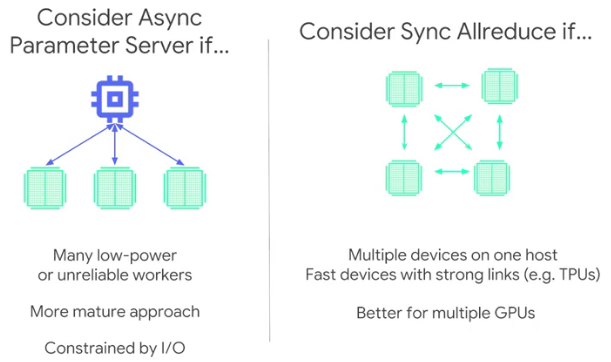 Consider Async
Parameter Server if...
Many low-power
or unreliable workers
More mature approach
Constrained by I/O
Consider Sync Allreduce if...
Multiple devices on one host
Fast devices with strong links (e.g. TPUs)
Better for multiple GPUs